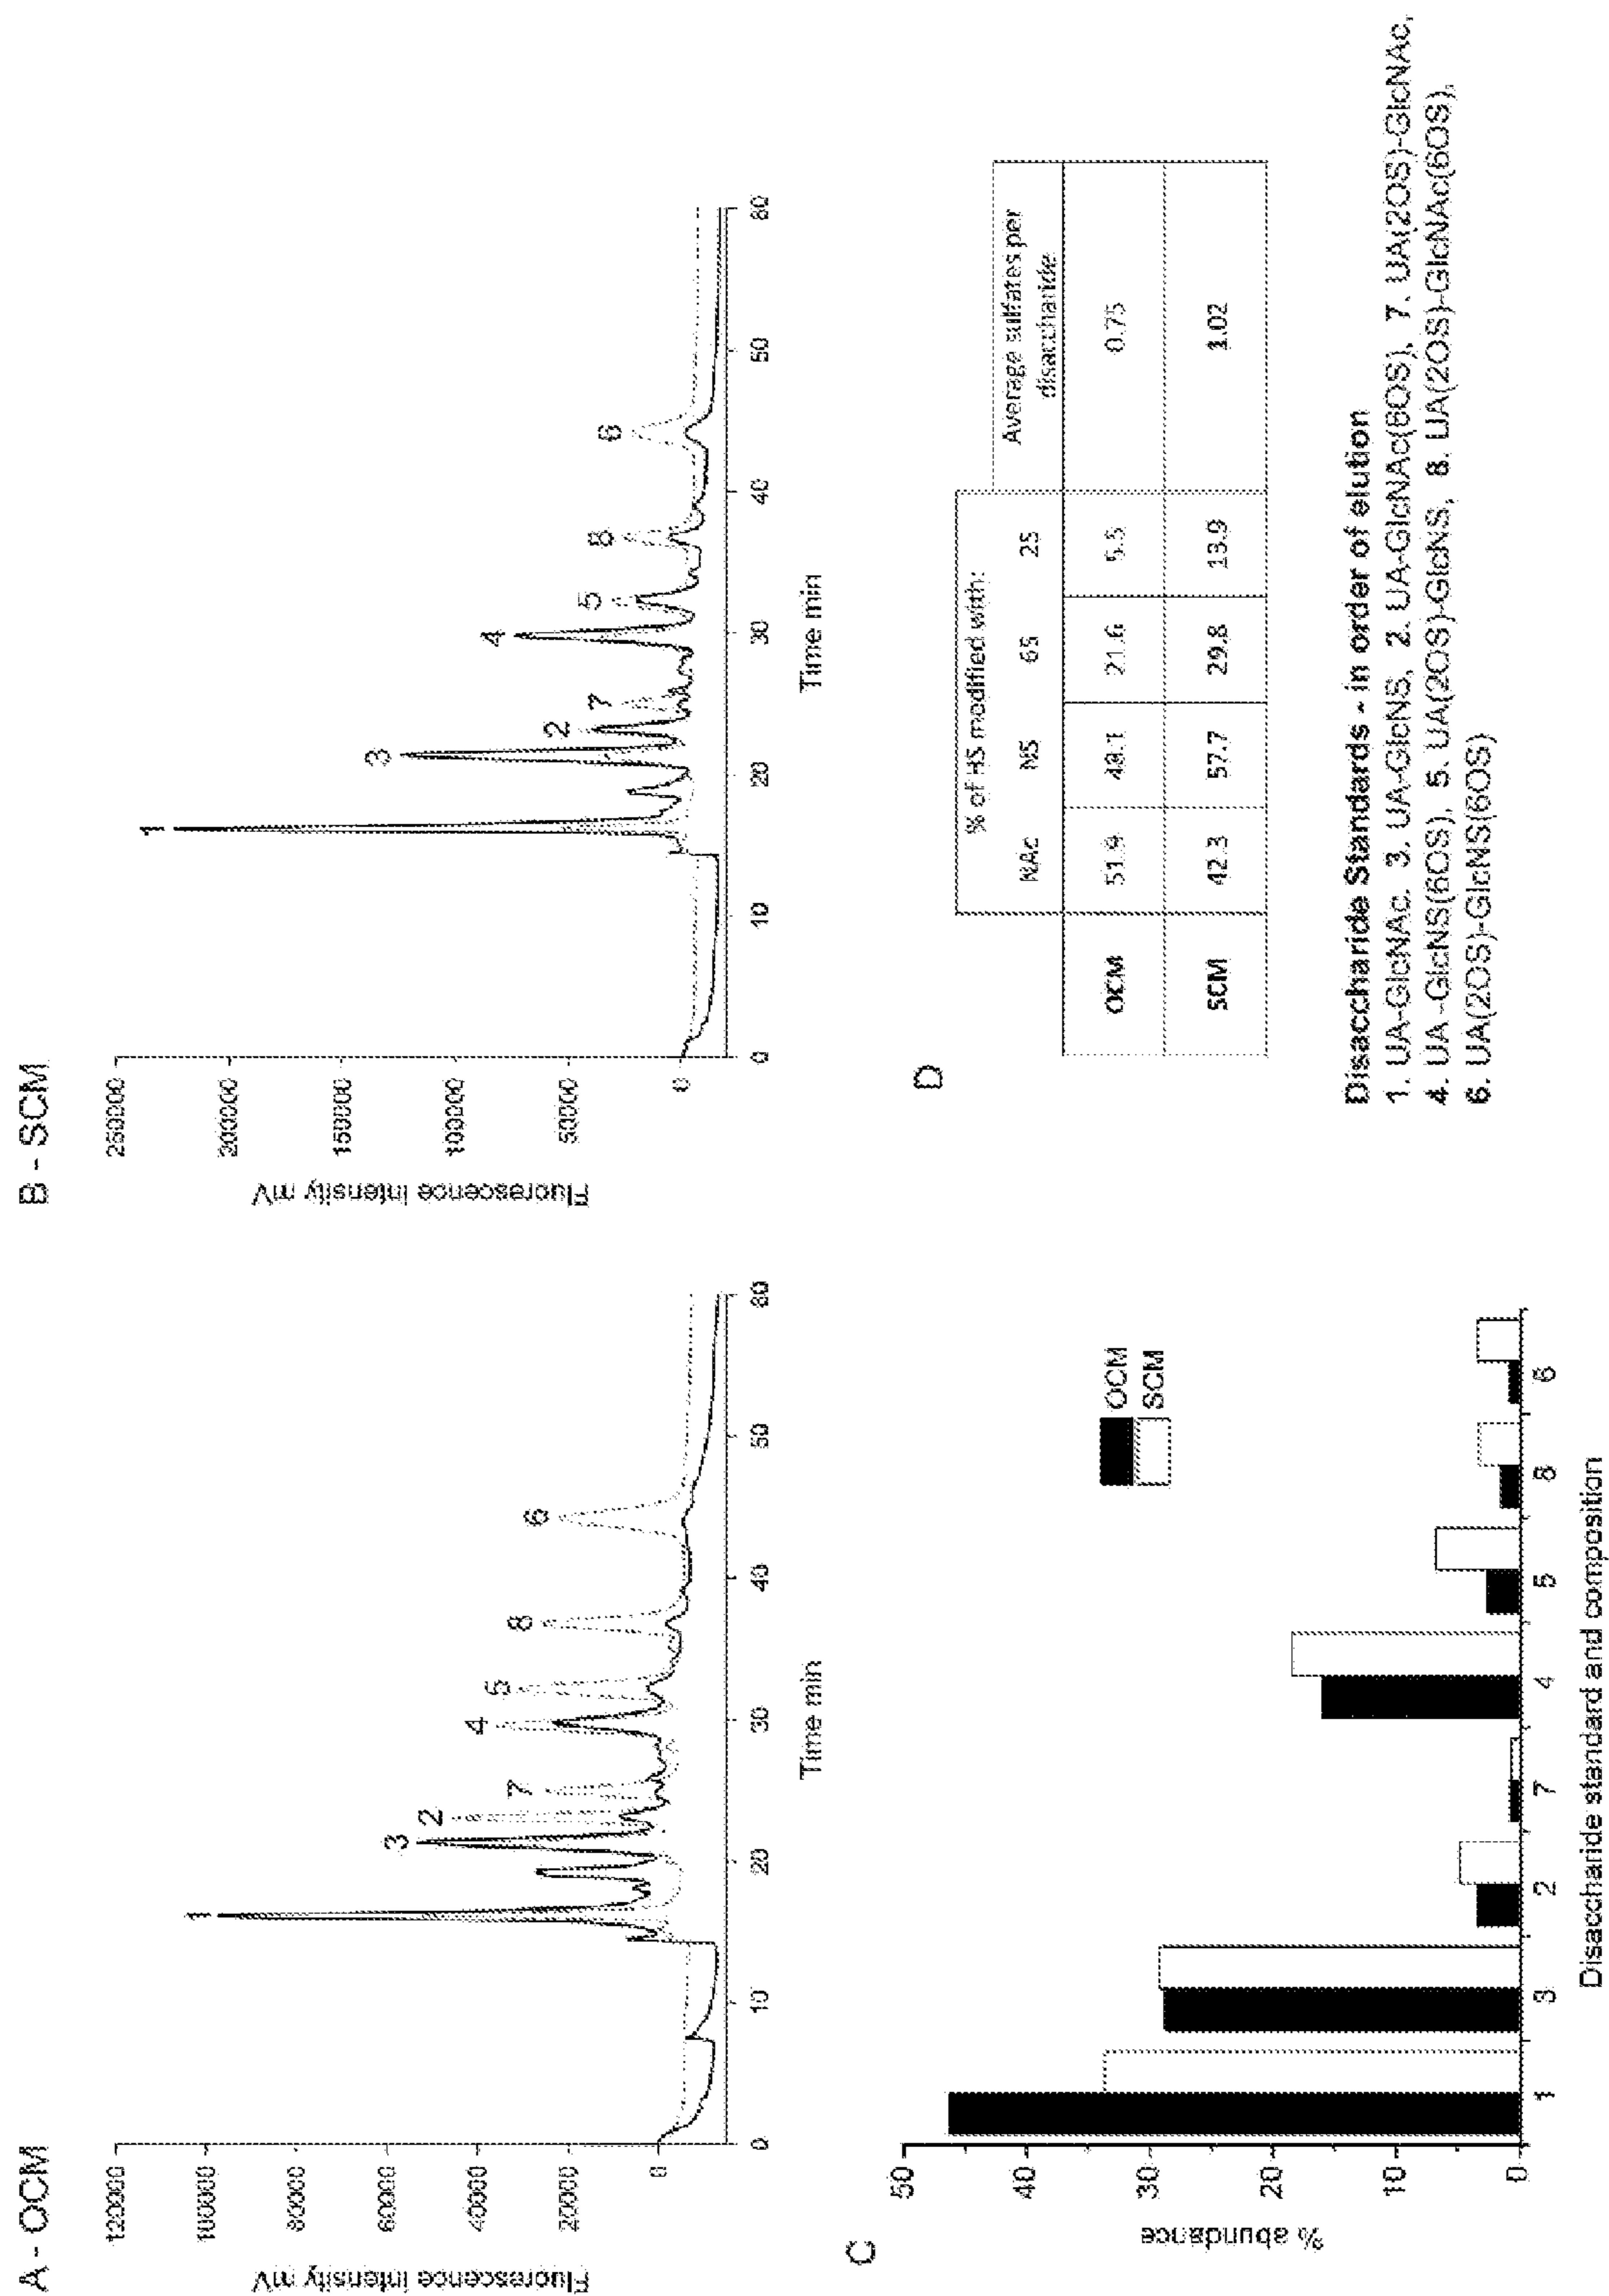 A - OCM
Fluorescence Intensity mV
120000
100000
80000
60000
40000
20000
0
0 10 20 30 40 50 60
Time min
1 3 2 7 4 5 8 6
B - SCM
Fluorescence Intensity mV
250000
200000
150000
100000
50000
0
0 10 20 30 40 50 60
Time min
1 3 2 7 4 5 8 6
C
% abundance
50
40
30
20
10
0
1 3 2 7 4 5 8 6
Disaccharide standard and composition
OCM
SCM
D
% of HS modified with:
Average sulfates per
disaccharide
NAc NS 6S 2S
OCM 51.9 48.1 21.6 5.5 0.75
SCM 42.3 57.7 29.8 13.9 1.02
Disaccharide Standards - in order of elution
1. UA-GlcNAc. 3. UA-GlcNS, 2. UA-GlcNAc(6OS), 7. UA(2OS)-GlcNAc,
4. UA -GlcNS(6OS), 5. UA(2OS)-GlcNS, 8. UA(2OS)-GlcNAc(6OS),
6. UA(2OS)-GlcNS(6OS)